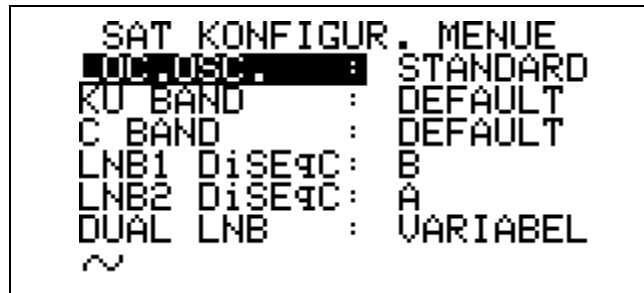 SAT KONFIGUR. MENUE
LOC.OSC. : STANDARD
KU BAND : DEFAULT
C BAND : DEFAULT
LNB1 DiSEqC: B
LNB2 DiSEqC: A
DUAL LNB : VARIABEL
~